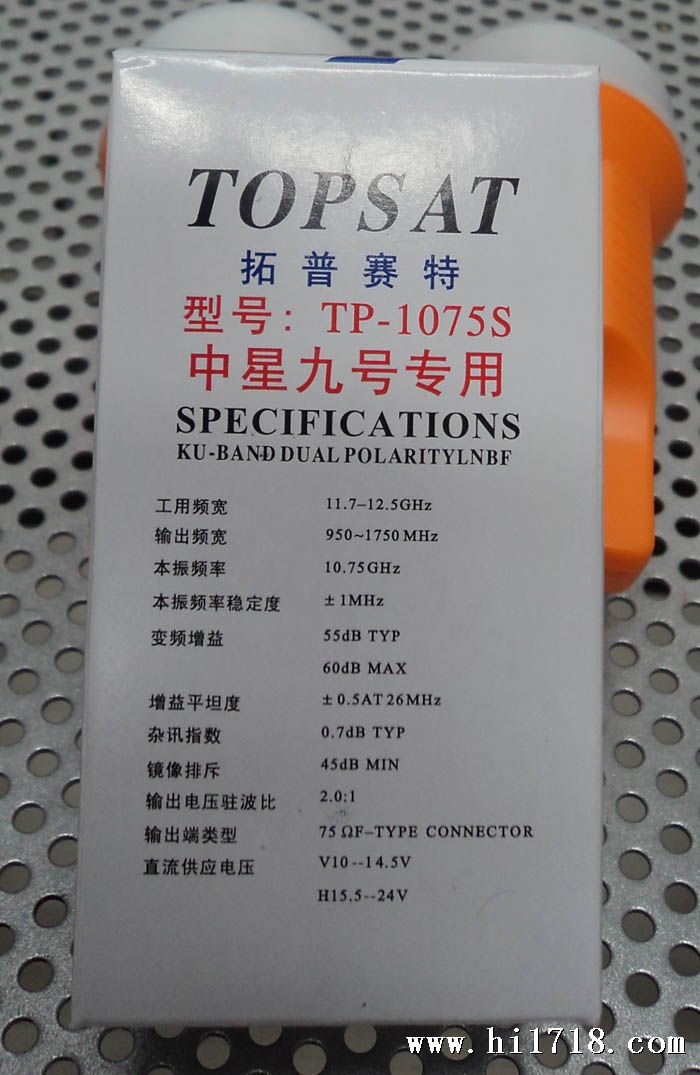 TOPSAT
拓普赛特
型号: TP-1075S
中星九号专用
SPECIFICATIONS
KU-BAND DUAL POLARITYLNBF
工用频宽 11.7-12.5GHz
输出频宽 950~1750 MHz
本振频率 10.75GHz
本振频率稳定度 ±1MHz
变频增益 55dB TYP
60dB MAX
增益平坦度 ±0.5AT 26MHz
杂讯指数 0.7dB TYP
镜像排斥 45dB MIN
输出电压驻波比 2.0:1
输出端类型 75 ΩF-TYPE CONNECTOR
直流供应电压 V10--14.5V
H15.5--24V
www.hi1718.com